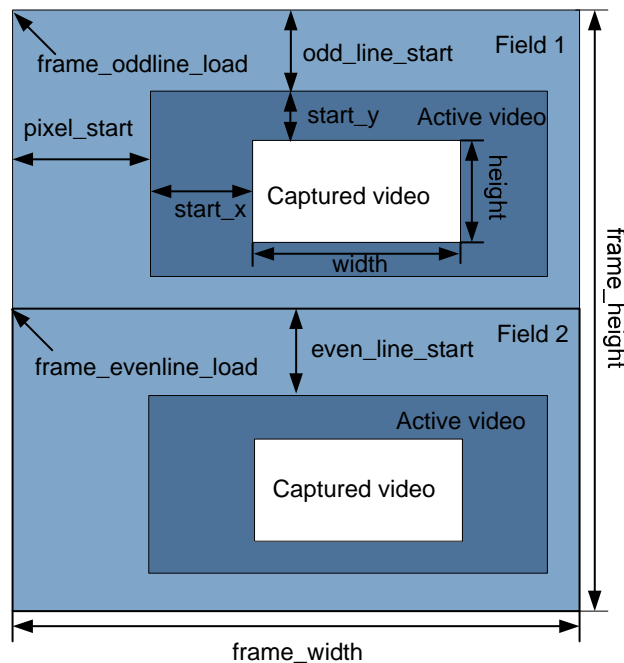 Field 1
frame_oddline_load
odd_line_start
pixel_start
start_y
Active video
start_x
Captured video
height
width
frame_height
Field 2
frame_evenline_load
even_line_start
Active video
Captured video
frame_width